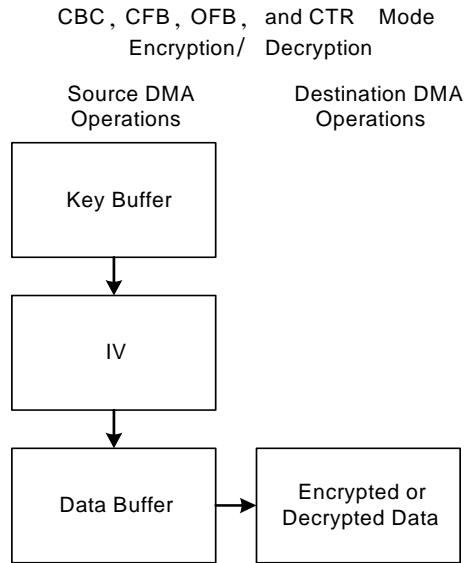 CBC, CFB, OFB, and CTR Mode
Encryption/ Decryption
Source DMA
Operations
Destination DMA
Operations
Key Buffer
IV
Data Buffer
Encrypted or
Decrypted Data